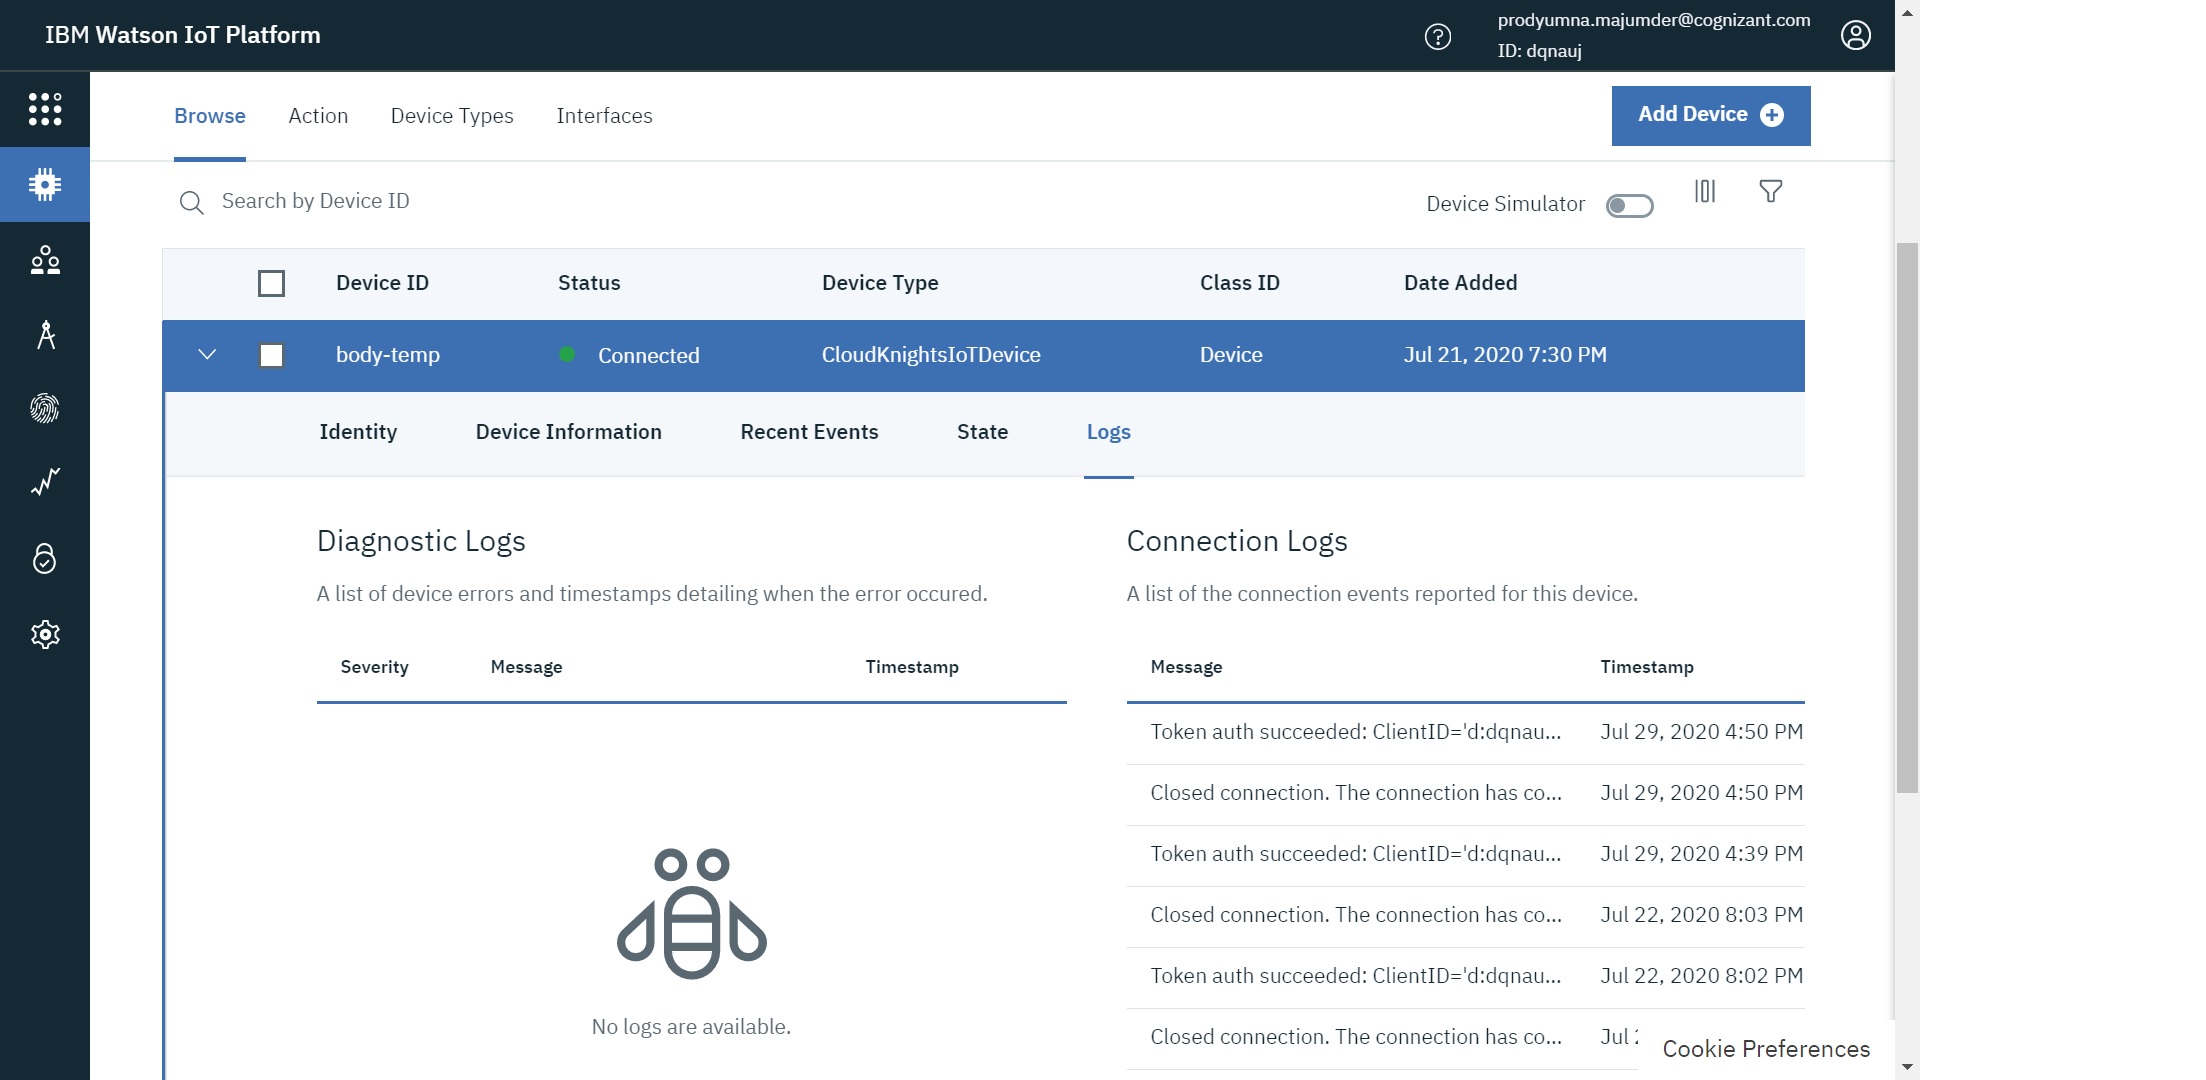 IBM Watson IoT Platform
prodyumna.majumder@cognizant.com
ID: dqnauj
Browse Action Device Types Interfaces
Add Device
Search by Device ID
Device Simulator
Device ID Status Device Type Class ID Date Added
body-temp Connected CloudKnightsIoTDevice Device Jul 21, 2020 7:30 PM
Identity Device Information Recent Events State Logs
Diagnostic Logs
A list of device errors and timestamps detailing when the error occured.
Severity Message Timestamp
No logs are available.
Connection Logs
A list of the connection events reported for this device.
Message Timestamp
Token auth succeeded: ClientID='d:dqnau... Jul 29, 2020 4:50 PM
Closed connection. The connection has co... Jul 29, 2020 4:50 PM
Token auth succeeded: ClientID='d:dqnau... Jul 29, 2020 4:39 PM
Closed connection. The connection has co... Jul 22, 2020 8:03 PM
Token auth succeeded: ClientID='d:dqnau... Jul 22, 2020 8:02 PM
Closed connection. The connection has co... Jul
Cookie Preferences